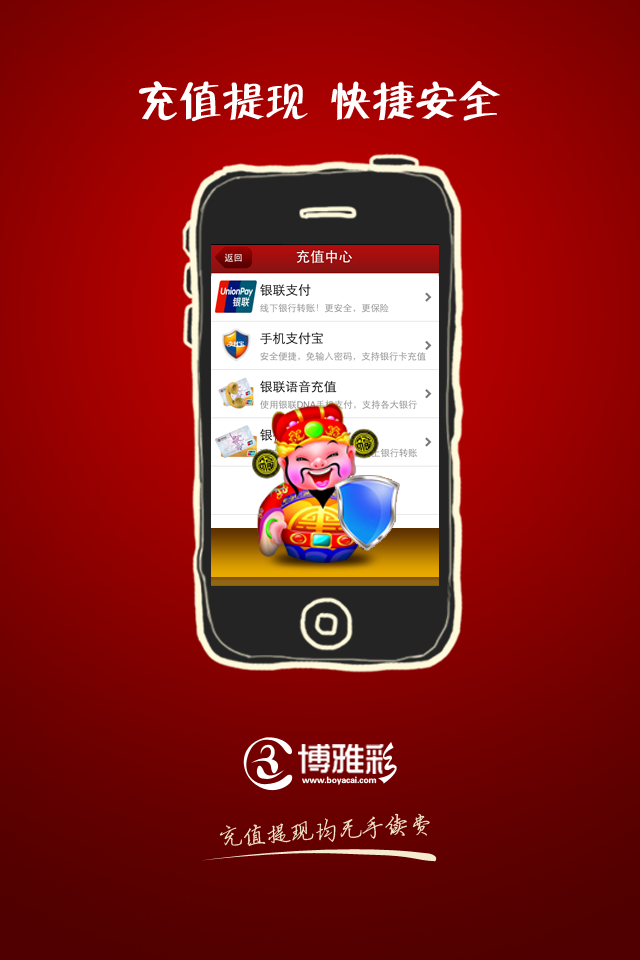 充值提现 快捷安全
返回
充值中心
UnionPay
银联
银联支付
线下银行转账！更安全，更保险
支付宝
手机支付宝
安全便捷，免输入密码，支持银行卡充值
银联语音充值
使用银联DNA手机支付，支持各大银行
银
上银行转账
博雅彩
www.boyacai.com
充值提现均无手续费